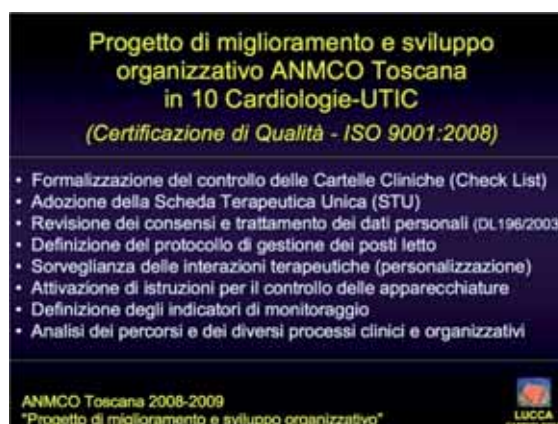 Progetto di miglioramento e sviluppo
organizzativo ANMCO Toscana
in 10 Cardiologie-UTIC
(Certificazione di Qualità - ISO 9001:2008)
• Formalizzazione del controllo delle Cartelle Cliniche (Check List)
• Adozione della Scheda Terapeutica Unica (STU)
• Revisione dei consensi e trattamento dei dati personali (DL196/2003)
• Definizione del protocollo di gestione dei posti letto
• Sorveglianza delle interazioni terapeutiche (personalizzazione)
• Attivazione di istruzioni per il controllo delle apparecchiature
• Definizione degli indicatori di monitoraggio
• Analisi dei percorsi e dei diversi processi clinici e organizzativi
ANMCO Toscana 2008-2009
"Progetto di miglioramento e sviluppo organizzativo"
LUCCA